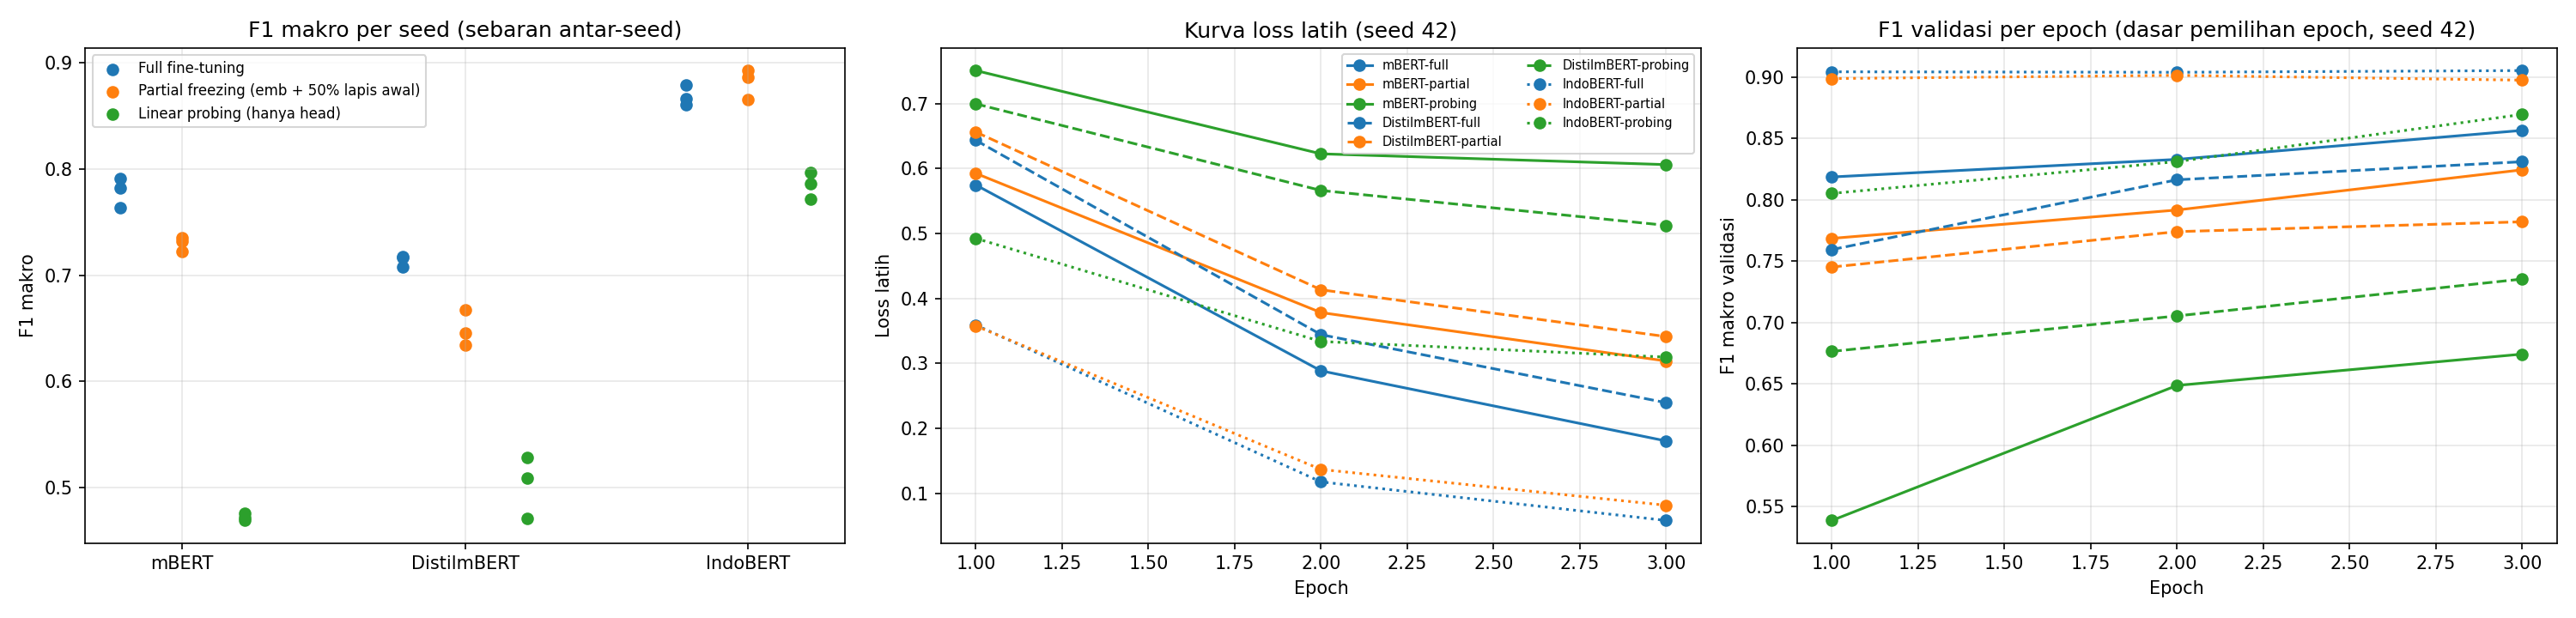 F1 makro per seed (sebaran antar-seed)
F1 makro
0.9
0.8
0.7
0.6
0.5
Full fine-tuning
Partial freezing (emb + 50% lapis awal)
Linear probing (hanya head)
mBERT
DistilmBERT
IndoBERT
Kurva loss latih (seed 42)
Loss latih
0.7
0.6
0.5
0.4
0.3
0.2
0.1
mBERT-full
mBERT-partial
mBERT-probing
DistilmBERT-full
DistilmBERT-partial
DistilmBERT-probing
IndoBERT-full
IndoBERT-partial
IndoBERT-probing
1.00 1.25 1.50 1.75 2.00 2.25 2.50 2.75 3.00
Epoch
F1 validasi per epoch (dasar pemilihan epoch, seed 42)
F1 makro validasi
0.90
0.85
0.80
0.75
0.70
0.65
0.60
0.55
1.00 1.25 1.50 1.75 2.00 2.25 2.50 2.75 3.00
Epoch